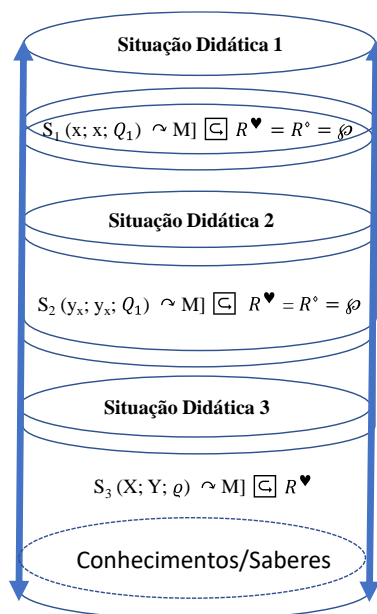 Situação Didática 1
S₁ (x; x; Q₁) ↷ M] ⮒ R♥ = R° = ℘
Situação Didática 2
S₂ (yₓ; yₓ; Q₁) ↷ M] ⮒ R♥ = R° = ℘
Situação Didática 3
S₃ (X; Y; ϱ) ↷ M] ⮒ R♥
Conhecimentos/Saberes